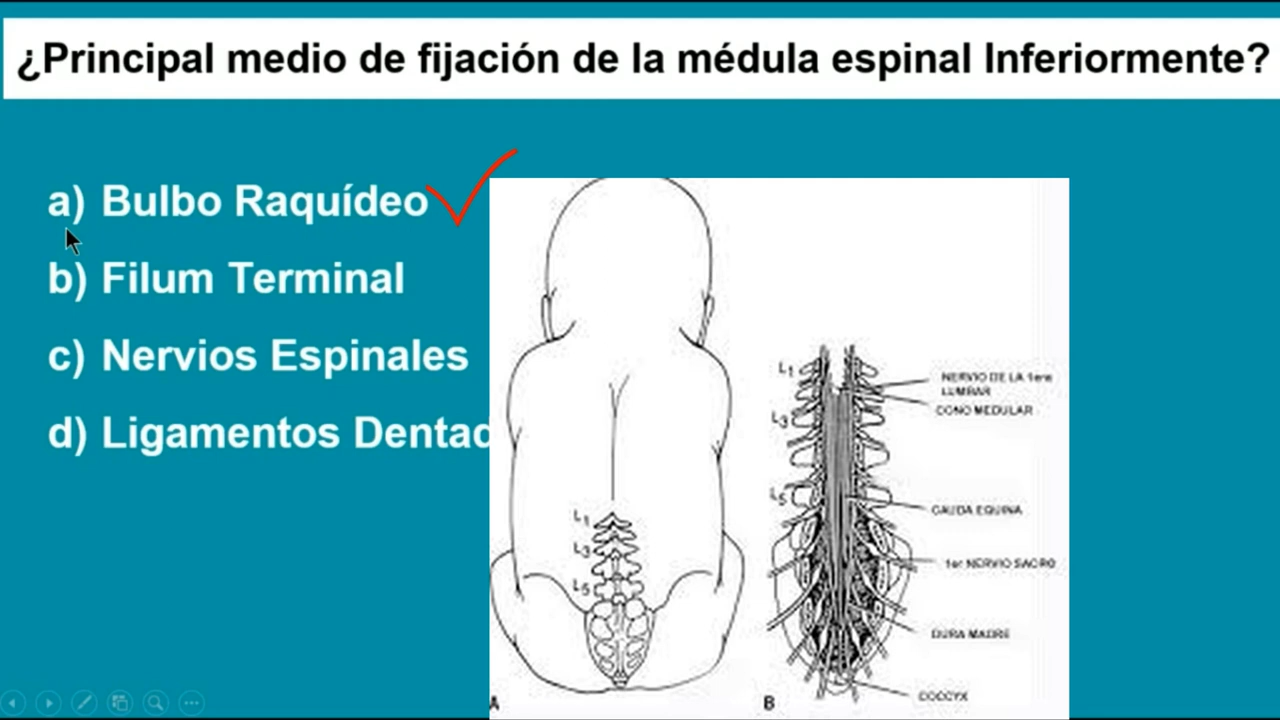 ¿Principal medio de fijación de la médula espinal Inferiormente?
a) Bulbo Raquídeo
b) Filum Terminal
c) Nervios Espinales
d) Ligamentos Dentad
L1
L3
L5
A
L1
L3
L5
NERVIO DE LA 1era
LUMBAR
CONO MEDULAR
CAUDA EQUINA
1er NERVIO SACRO
DURA MADRE
COCCYX
B